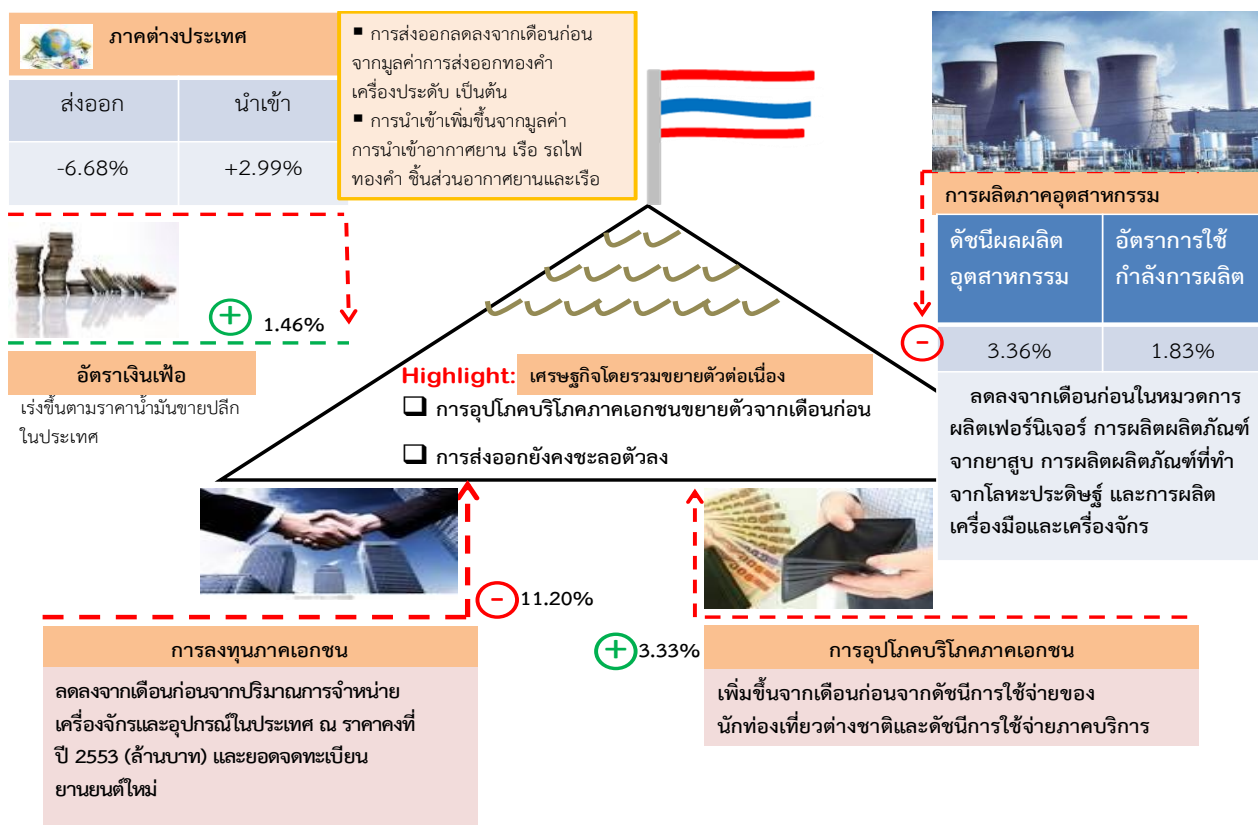 ภาคต่างประเทศ
ส่งออก
นำเข้า
-6.68%
+2.99%
▪ การส่งออกลดลงจากเดือนก่อน
จากมูลค่าการส่งออกทองคำ
เครื่องประดับ เป็นต้น
▪ การนำเข้าเพิ่มขึ้นจากมูลค่า
การนำเข้าอากาศยาน เรือ รถไฟ
ทองคำ ชิ้นส่วนอากาศยานและเรือ
การผลิตภาคอุตสาหกรรม
ดัชนีผลผลิต
อุตสาหกรรม
อัตราการใช้
กำลังการผลิต
-
3.36%
1.83%
ลดลงจากเดือนก่อนในหมวดการ
ผลิตเฟอร์นิเจอร์ การผลิตผลิตภัณฑ์
จากยาสูบ การผลิตผลิตภัณฑ์ที่ทำ
จากโลหะประดิษฐ์ และการผลิต
เครื่องมือและเครื่องจักร
+ 1.46%
อัตราเงินเฟ้อ
เร่งขึ้นตามราคาน้ำมันขายปลีก
ในประเทศ
Highlight: เศรษฐกิจโดยรวมขยายตัวต่อเนื่อง
❑ การอุปโภคบริโภคภาคเอกชนขยายตัวจากเดือนก่อน
❑ การส่งออกยังคงชะลอตัวลง
- 11.20%
การลงทุนภาคเอกชน
ลดลงจากเดือนก่อนจากปริมาณการจำหน่าย
เครื่องจักรและอุปกรณ์ในประเทศ ณ ราคาคงที่
ปี 2553 (ล้านบาท) และยอดจดทะเบียน
ยานยนต์ใหม่
+ 3.33%
การอุปโภคบริโภคภาคเอกชน
เพิ่มขึ้นจากเดือนก่อนจากดัชนีการใช้จ่ายของ
นักท่องเที่ยวต่างชาติและดัชนีการใช้จ่ายภาคบริการ